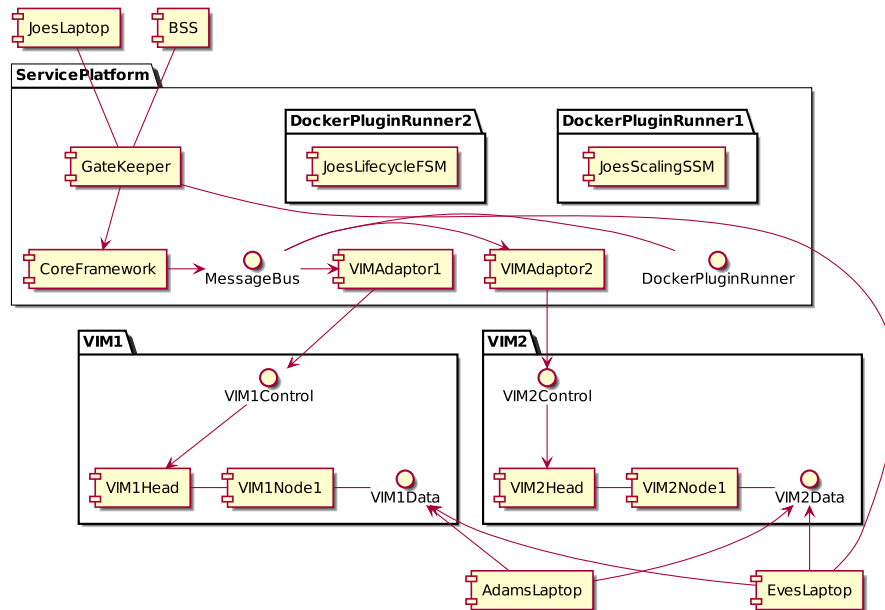 JoesLaptop
BSS
ServicePlatform
DockerPluginRunner2
DockerPluginRunner1
GateKeeper
JoesLifecycleFSM
JoesScalingSSM
CoreFramework
MessageBus
VIMAdaptor1
VIMAdaptor2
DockerPluginRunner
VIM1
VIM2
VIM1Control
VIM2Control
VIM1Head
VIM1Node1
VIM1Data
VIM2Head
VIM2Node1
VIM2Data
AdamsLaptop
EvesLaptop